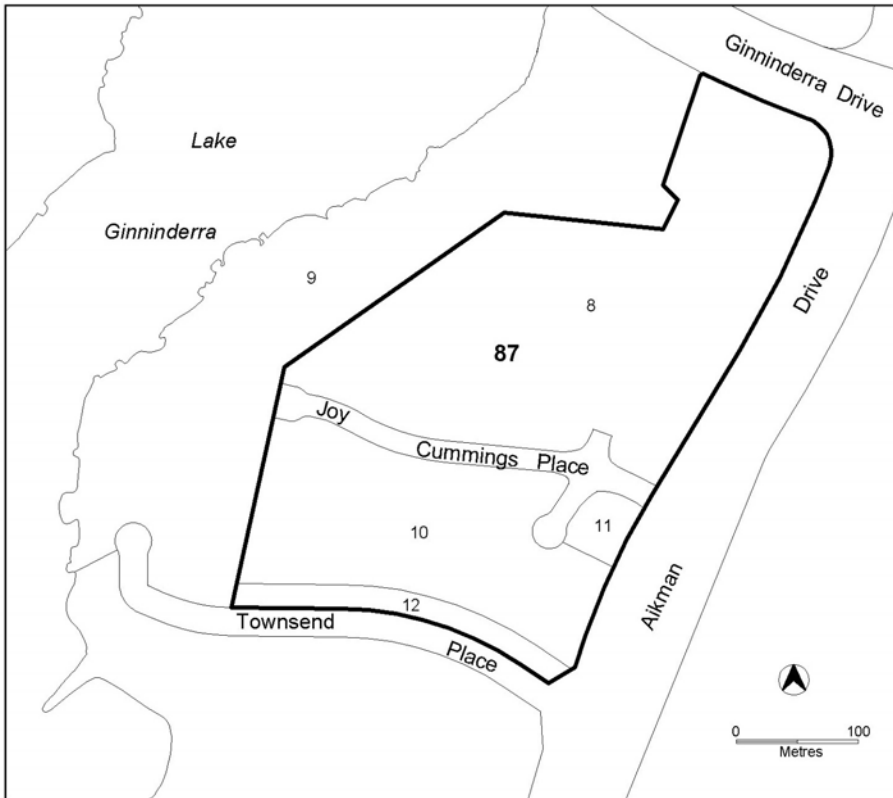 Ginninderra Drive
Lake
Ginninderra
9
8
Drive
87
Joy
Cummings Place
11
10
Aikman
12
Townsend
Place
0 100
Metres